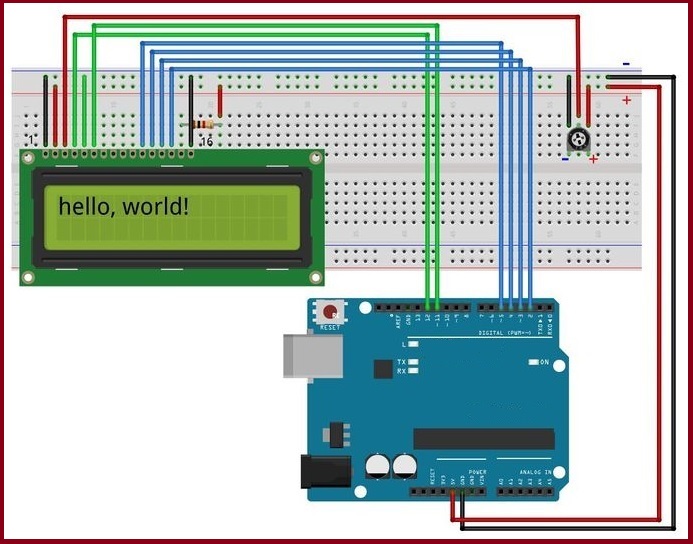 -
+
1
16
- +
hello, world!
RESET
AREF
GND
13
12
~11
~10
~9
8
7
~6
~5
4
~3
2
TXD▶1
RXD◀0
DIGITAL (PWM=~)
L
TX
RX
ON
POWER
ANALOG IN
RESET
3V3
5V
GND
GND
VIN
A0
A1
A2
A3
A4
A5